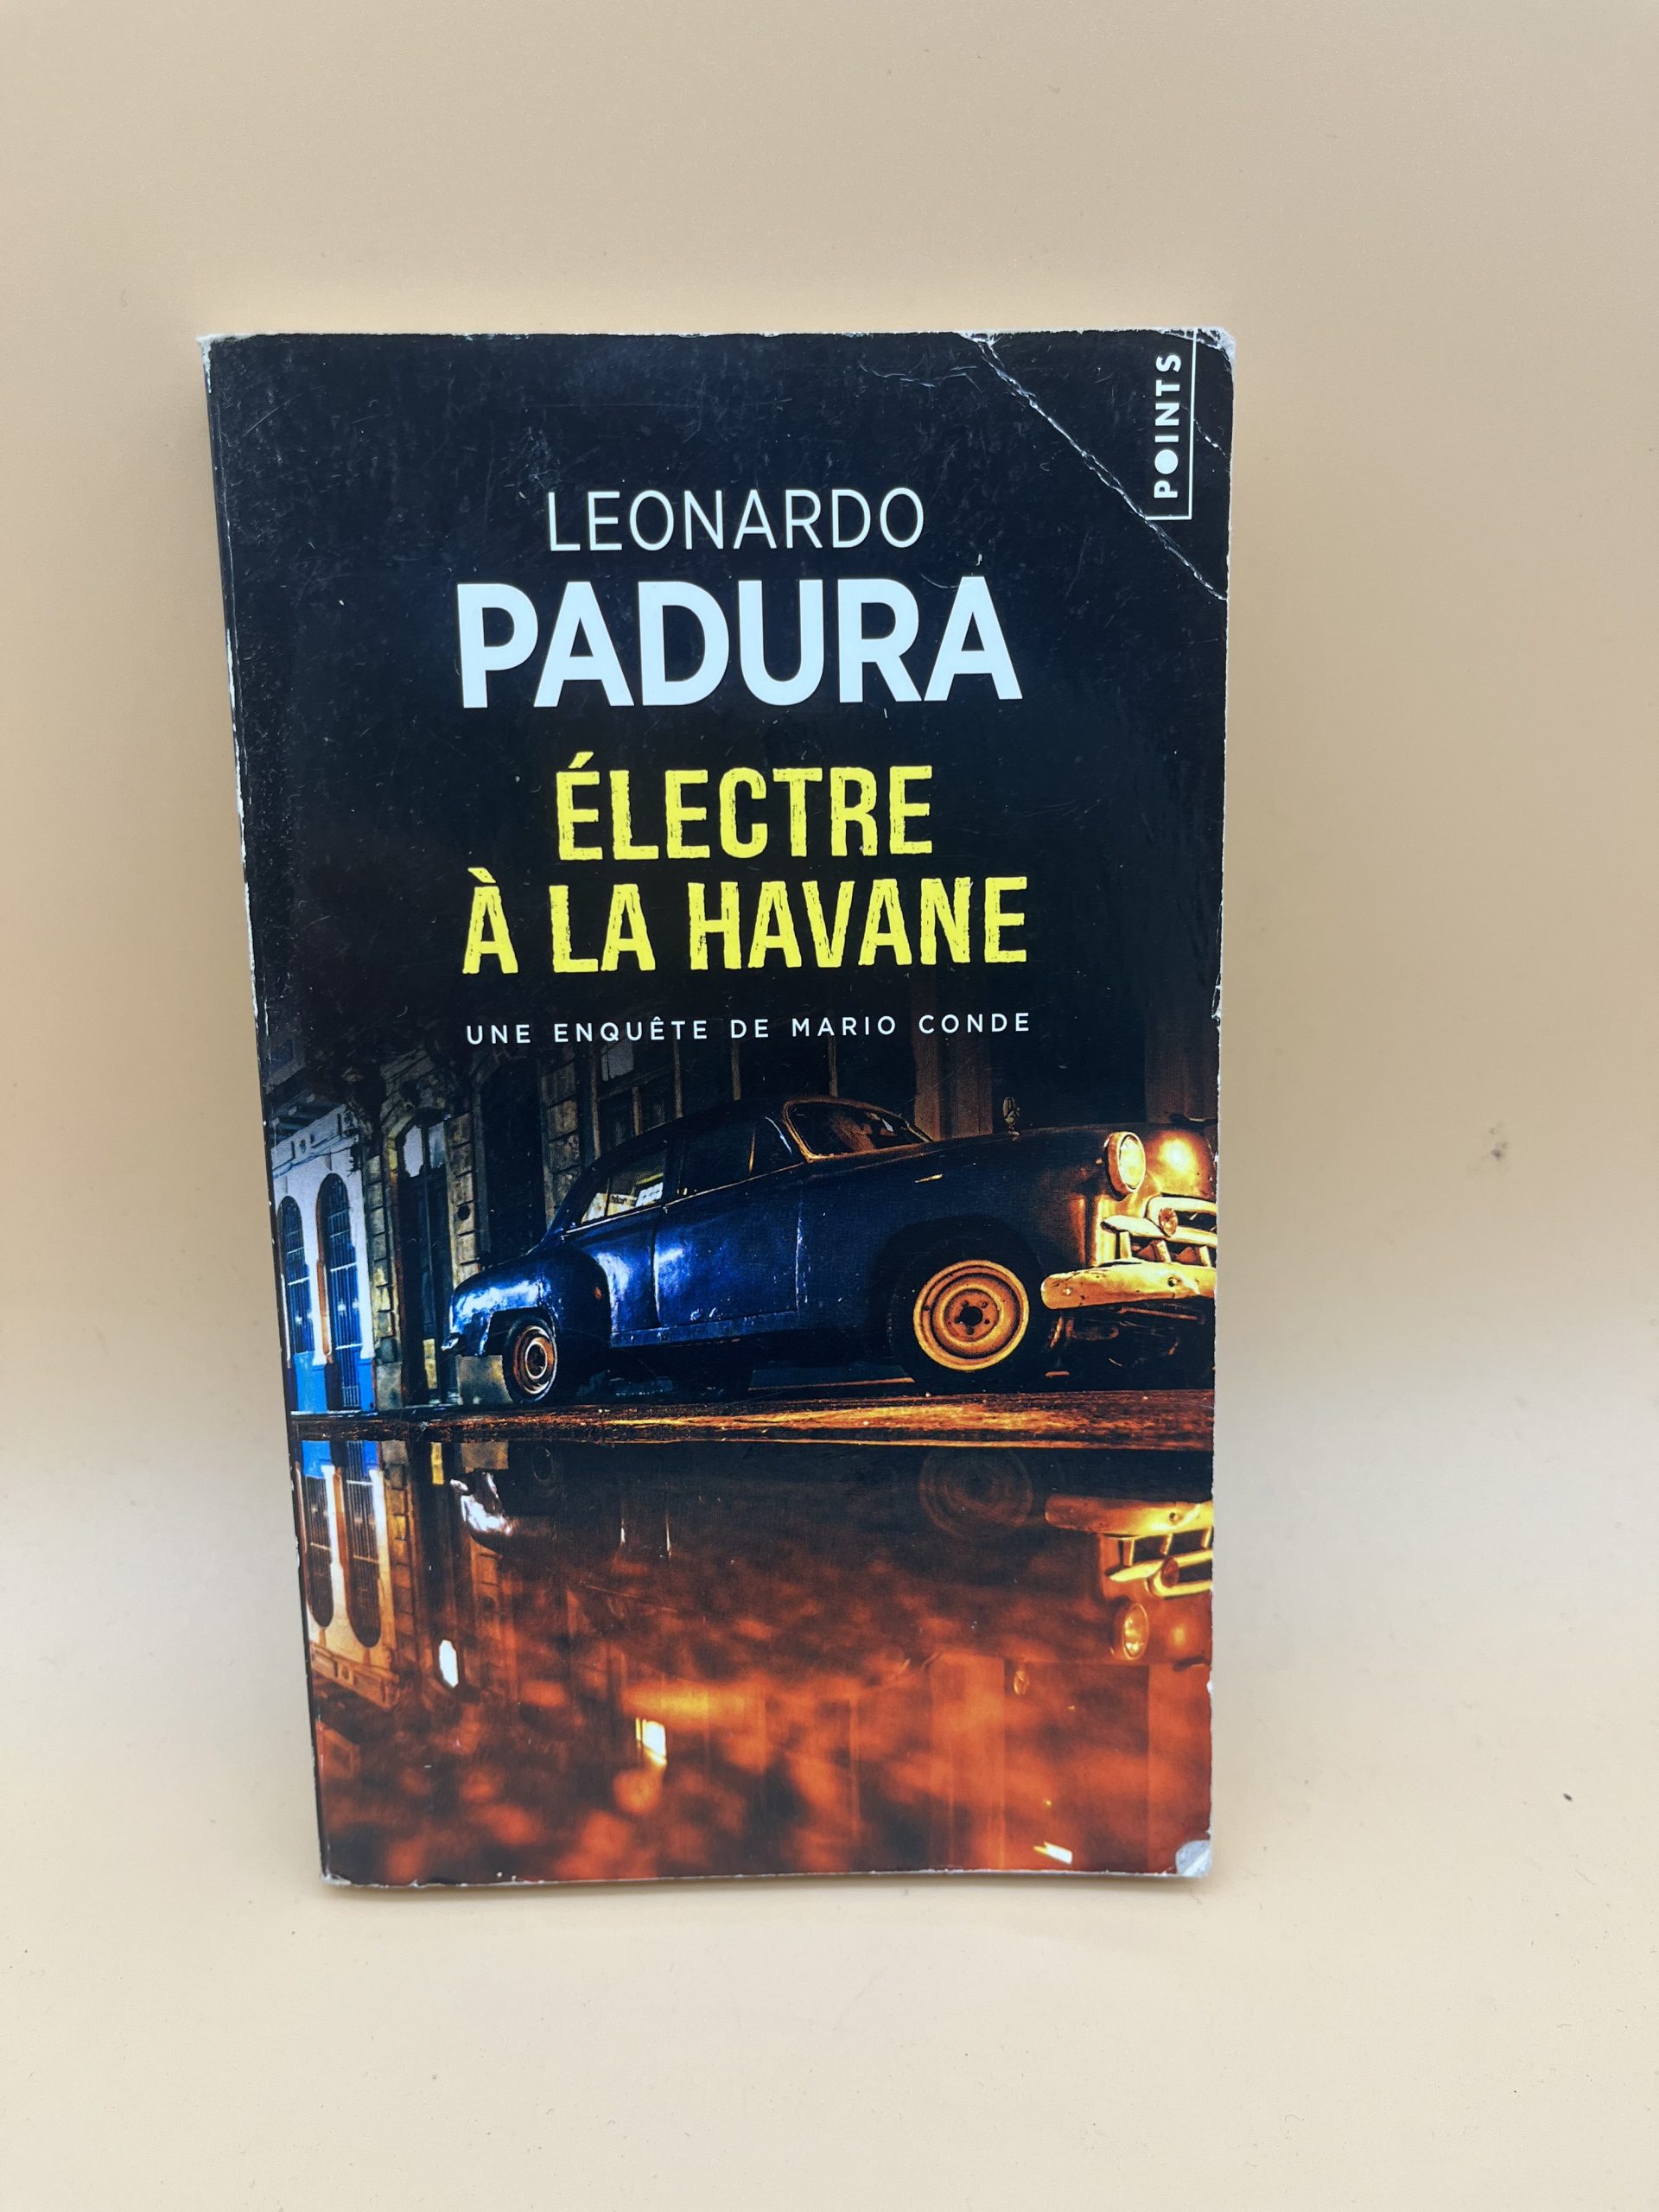 POINTS
LEONARDO
PADURA
ÉLECTRE
À LA HAVANE
UNE ENQUÊTE DE MARIO CONDE